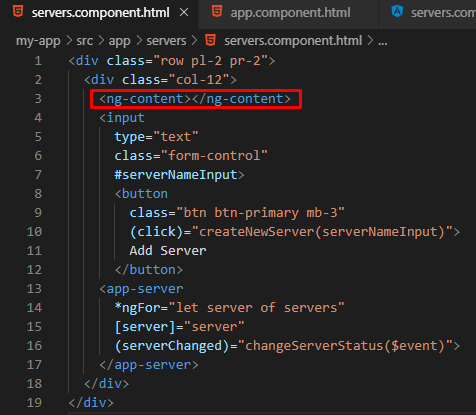 servers.component.html × app.component.html servers.com
my-app > src > app > servers > servers.component.html > ...
1 <div class="row pl-2 pr-2">
2 <div class="col-12">
3 <ng-content></ng-content>
4 <input
5 type="text"
6 class="form-control"
7 #serverNameInput>
8 <button
9 class="btn btn-primary mb-3"
10 (click)="createNewServer(serverNameInput)">
11 Add Server
12 </button>
13 <app-server
14 *ngFor="let server of servers"
15 [server]="server"
16 (serverChanged)="changeServerStatus($event)">
17 </app-server>
18 </div>
19 </div>